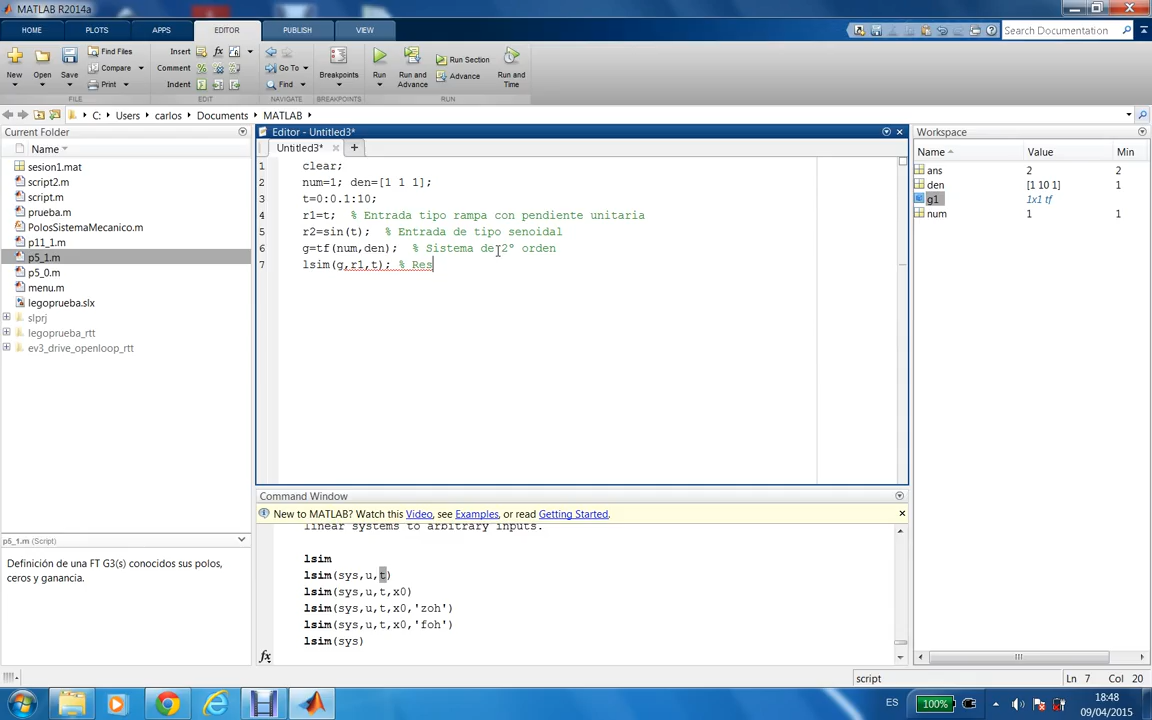 MATLAB R2014a
HOME PLOTS APPS EDITOR PUBLISH VIEW
Search Documentation
New Open Save Find Files Compare Print
Insert Comment Indent fx
Go To Find
Breakpoints
Run Run and Advance Run Section Advance Run and Time
FILE EDIT NAVIGATE BREAKPOINTS RUN
C: Users carlos Documents MATLAB
Current Folder
Name
sesion1.mat
script2.m
script.m
prueba.m
PolosSistemaMecanico.m
p11_1.m
p5_1.m
p5_0.m
menu.m
legoprueba.slx
slprj
legoprueba_rtt
ev3_drive_openloop_rtt
p5_1.m (Script)
Definición de una FT G3(s) conocidos sus polos,
ceros y ganancia.
Editor - Untitled3*
Untitled3*
1 clear;
2 num=1; den=[1 1 1];
3 t=0:0.1:10;
4 r1=t; % Entrada tipo rampa con pendiente unitaria
5 r2=sin(t); % Entrada de tipo senoidal
6 g=tf(num,den); % Sistema de 2º orden
7 lsim(g,r1,t); % Res
Command Window
New to MATLAB? Watch this Video, see Examples, or read Getting Started.
linear systems to arbitrary inputs.
lsim
lsim(sys,u,t)
lsim(sys,u,t,x0)
lsim(sys,u,t,x0,'zoh')
lsim(sys,u,t,x0,'foh')
lsim(sys)
fx
Workspace
Name Value Min
ans 2 2
den [1 10 1] 1
g1 1x1 tf
num 1 1
script Ln 7 Col 20
ES 100% 18:48
09/04/2015